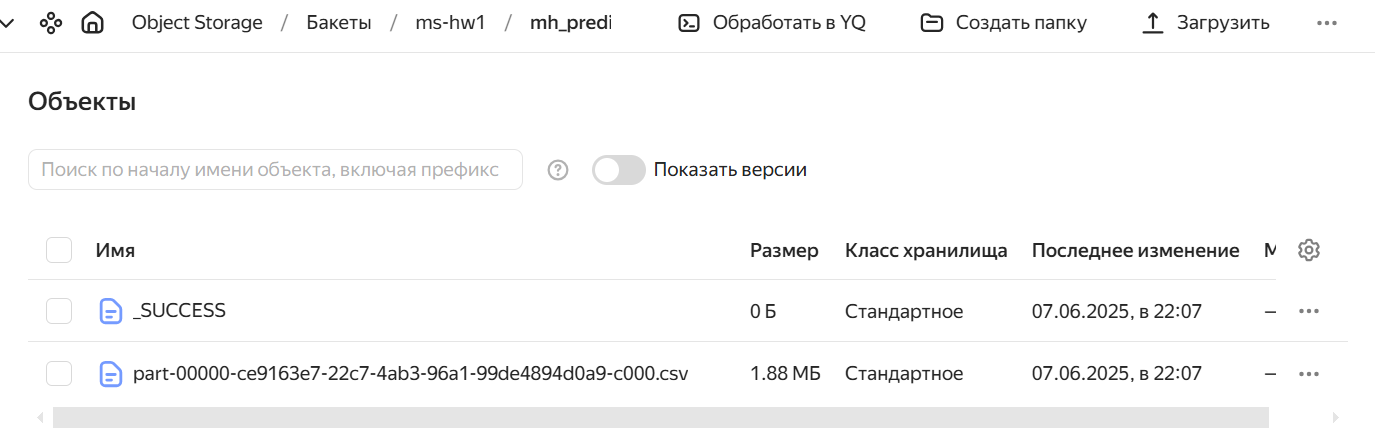 Object Storage / Бакеты / ms-hw1 / mh_predi Обработать в YQ Создать папку Загрузить
Объекты
Поиск по началу имени объекта, включая префикс Показать версии
Имя Размер Класс хранилища Последнее изменение
_SUCCESS 0 Б Стандартное 07.06.2025, в 22:07 —
part-00000-ce9163e7-22c7-4ab3-96a1-99de4894d0a9-c000.csv 1.88 МБ Стандартное 07.06.2025, в 22:07 —